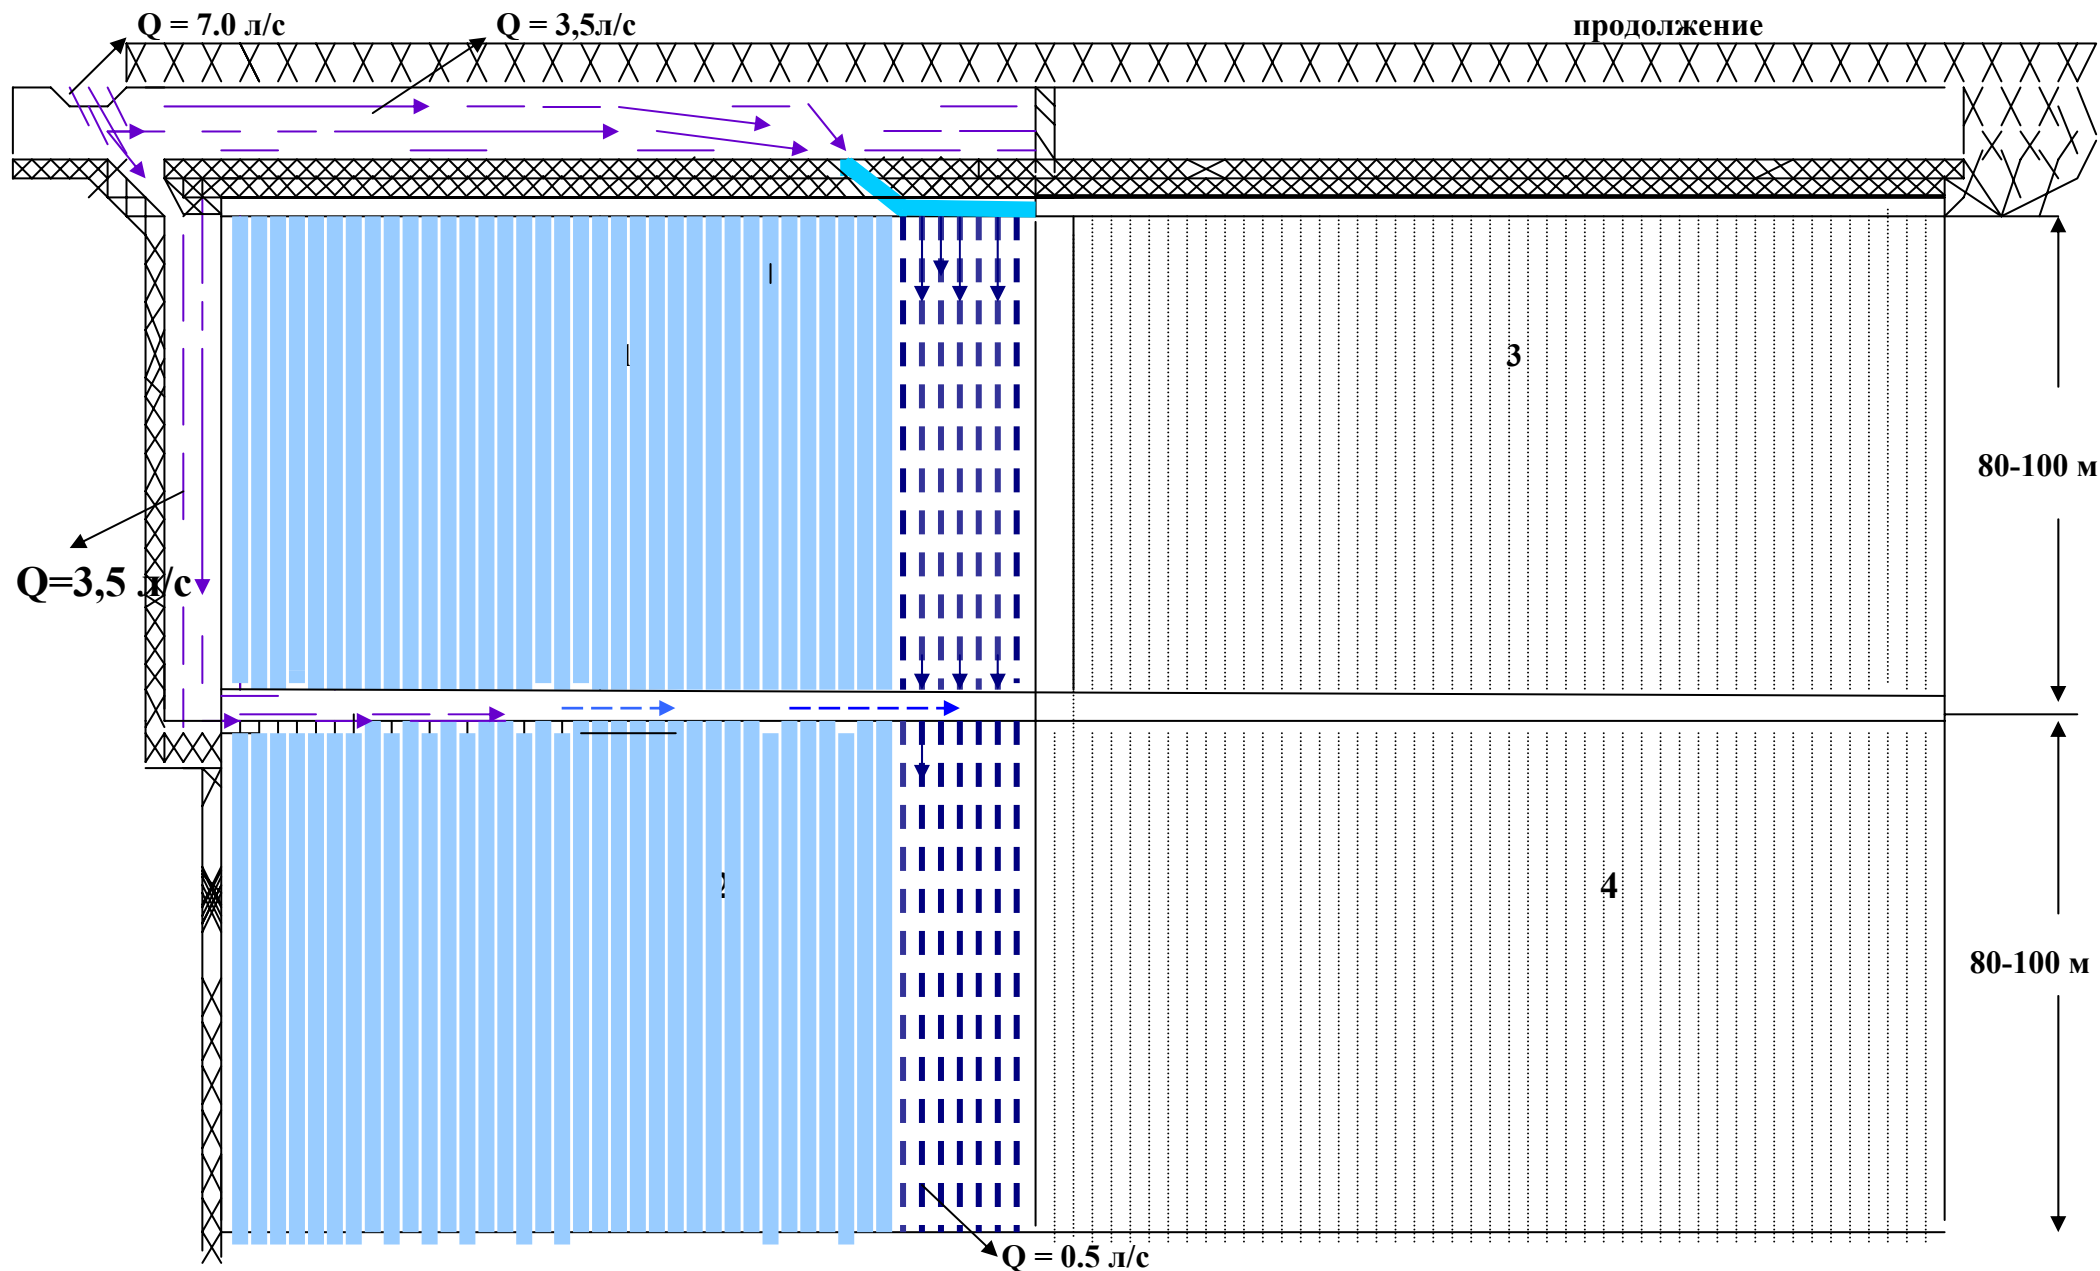 Q = 7.0 л/с
Q = 3,5л/с
продолжение
3
80-100 м
Q=3,5 л/с
4
80-100 м
Q = 0.5 л/с